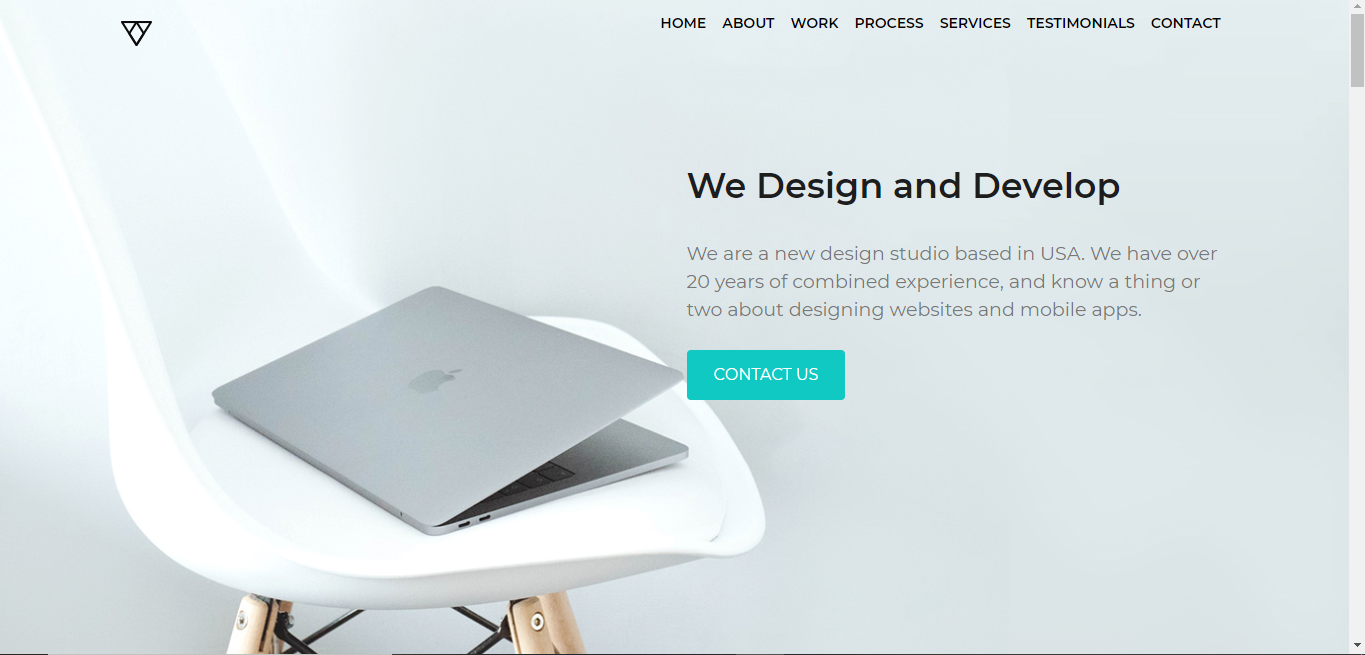 HOME ABOUT WORK PROCESS SERVICES TESTIMONIALS CONTACT
We Design and Develop
We are a new design studio based in USA. We have over
20 years of combined experience, and know a thing or
two about designing websites and mobile apps.
CONTACT US